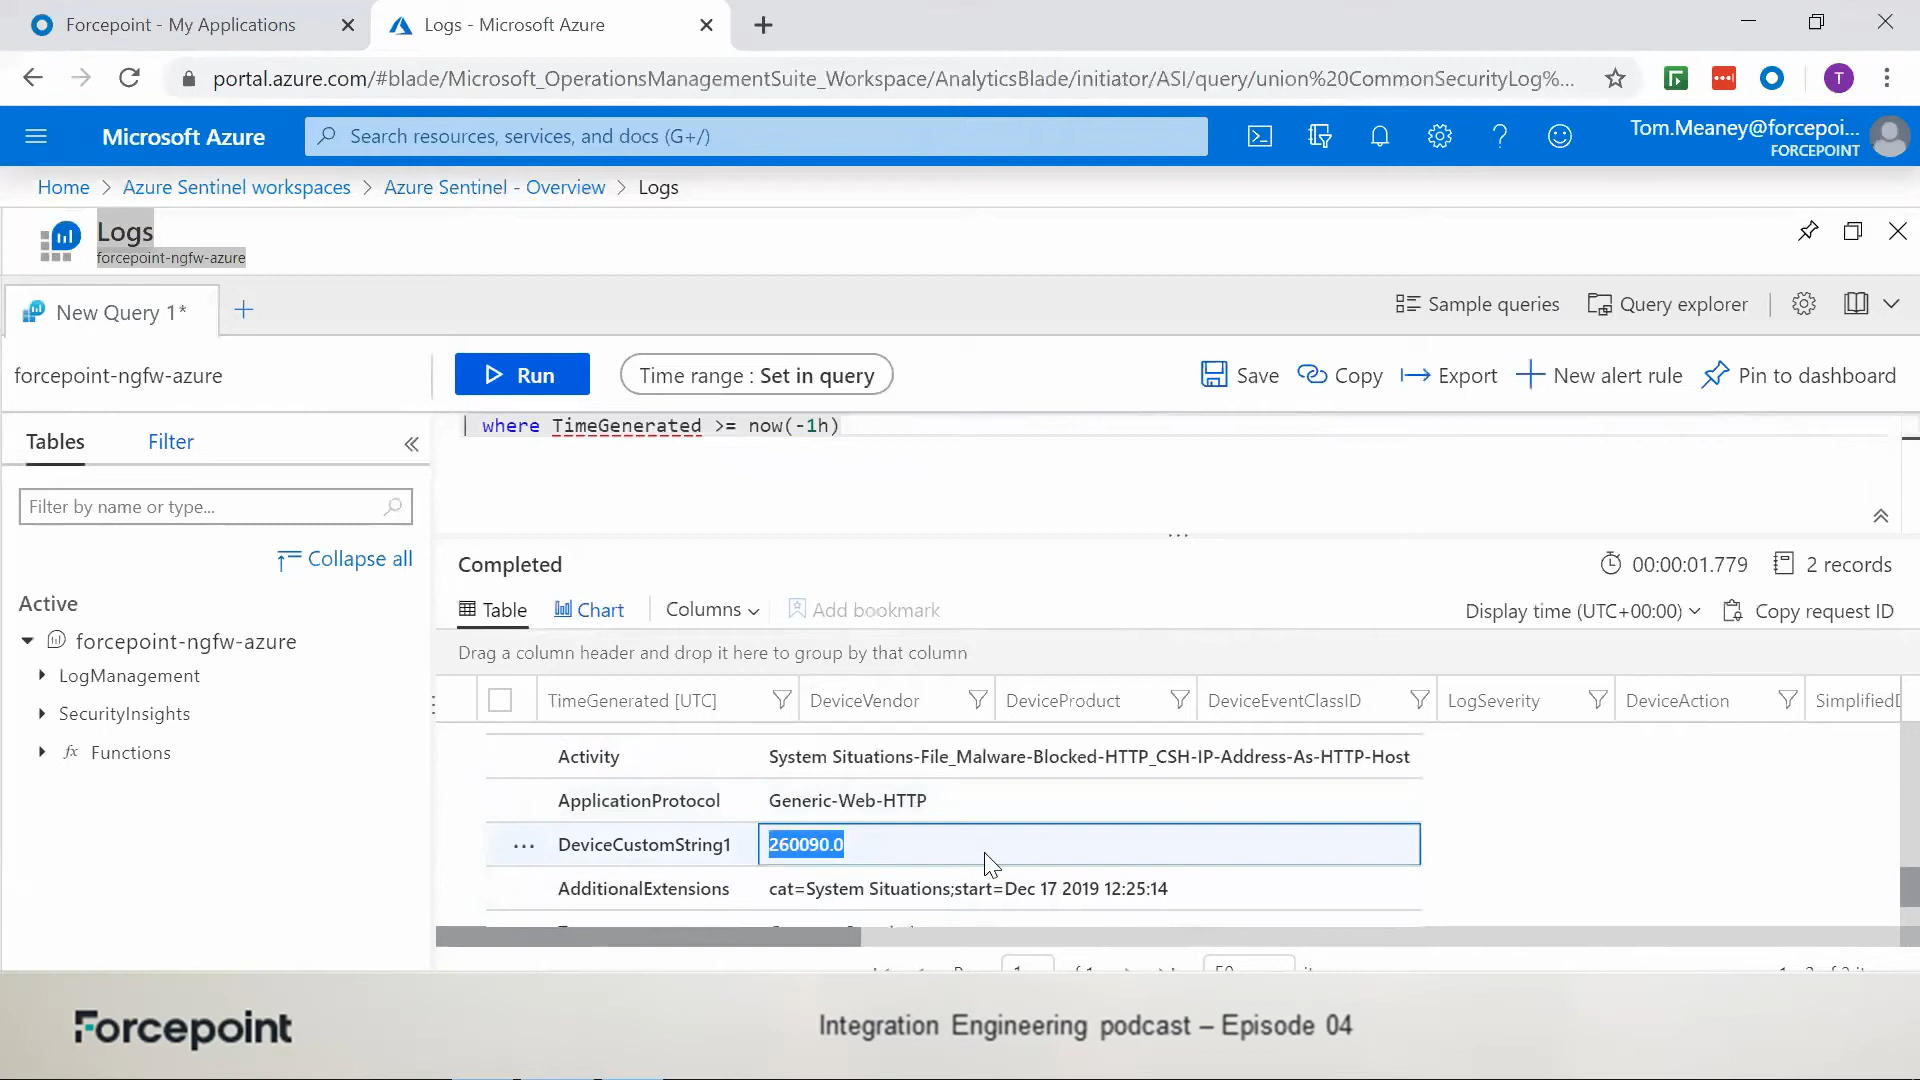 Forcepoint - My Applications
Logs - Microsoft Azure
portal.azure.com/#blade/Microsoft_OperationsManagementSuite_Workspace/AnalyticsBlade/initiator/ASI/query/union%20CommonSecurityLog%...
T
Microsoft Azure
Search resources, services, and docs (G+/)
Tom.Meaney@forcepoi...
FORCEPOINT
Home > Azure Sentinel workspaces > Azure Sentinel - Overview > Logs
Logs
forcepoint-ngfw-azure
New Query 1*
Sample queries
Query explorer
forcepoint-ngfw-azure
Run
Time range : Set in query
Save
Copy
Export
New alert rule
Pin to dashboard
| where TimeGenerated >= now(-1h)
Tables
Filter
Filter by name or type...
Collapse all
Active
forcepoint-ngfw-azure
LogManagement
SecurityInsights
fx Functions
Completed
00:00:01.779
2 records
Table
Chart
Columns
Add bookmark
Display time (UTC+00:00)
Copy request ID
Drag a column header and drop it here to group by that column
TimeGenerated [UTC]
DeviceVendor
DeviceProduct
DeviceEventClassID
LogSeverity
DeviceAction
Activity System Situations-File_Malware-Blocked-HTTP_CSH-IP-Address-As-HTTP-Host
ApplicationProtocol Generic-Web-HTTP
... DeviceCustomString1 260090.0
AdditionalExtensions cat=System Situations;start=Dec 17 2019 12:25:14
Forcepoint
Integration Engineering podcast – Episode 04